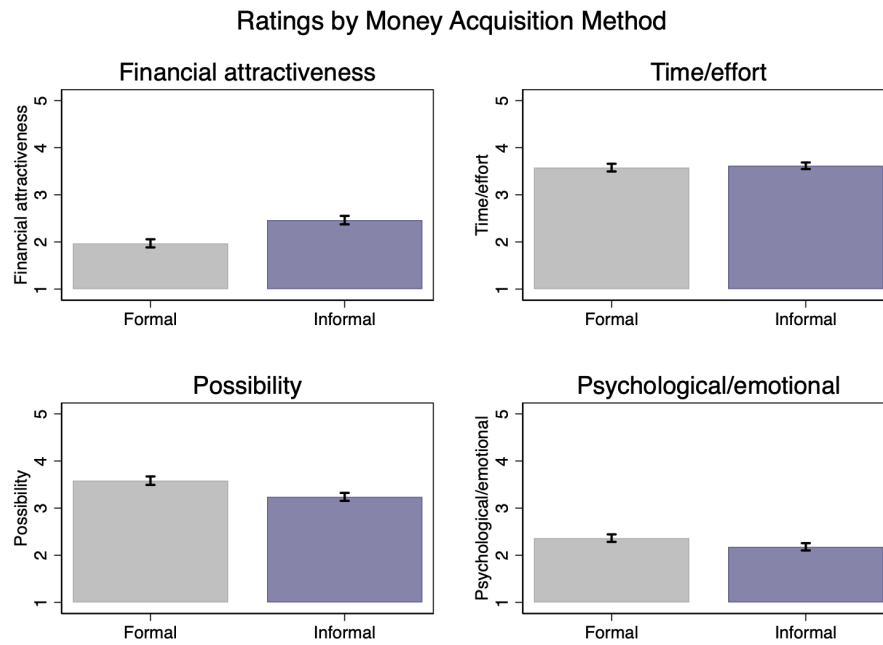 Ratings by Money Acquisition Method
Financial attractiveness
Financial attractiveness
5
4
3
2
1
Formal Informal
Time/effort
Time/effort
5
4
3
2
1
Formal Informal
Possibility
Possibility
5
4
3
2
1
Formal Informal
Psychological/emotional
Psychological/emotional
5
4
3
2
1
Formal Informal